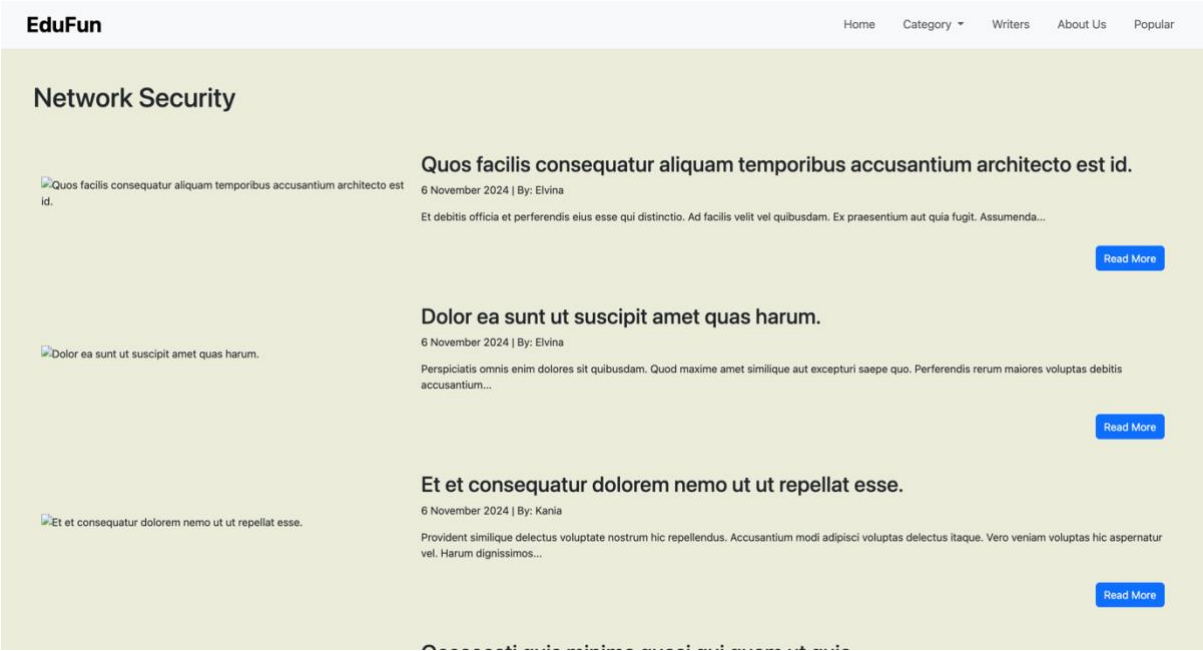 EduFun
Home Category Writers About Us Popular
Network Security
Quos facilis consequatur aliquam temporibus accusantium architecto est
id.
Quos facilis consequatur aliquam temporibus accusantium architecto est id.
6 November 2024 | By: Elvina
Et debitis officia et perferendis eius esse qui distinctio. Ad facilis velit vel quibusdam. Ex praesentium aut quia fugit. Assumenda...
Read More
Dolor ea sunt ut suscipit amet quas harum.
Dolor ea sunt ut suscipit amet quas harum.
6 November 2024 | By: Elvina
Perspiciatis omnis enim dolores sit quibusdam. Quod maxime amet similique aut excepturi saepe quo. Perferendis rerum maiores voluptas debitis
accusantium...
Read More
Et et consequatur dolorem nemo ut ut repellat esse.
Et et consequatur dolorem nemo ut ut repellat esse.
6 November 2024 | By: Kania
Provident similique delectus voluptate nostrum hic repellendus. Accusantium modi adipisci voluptas delectus itaque. Vero veniam voluptas hic aspernatur
vel. Harum dignissimos...
Read More